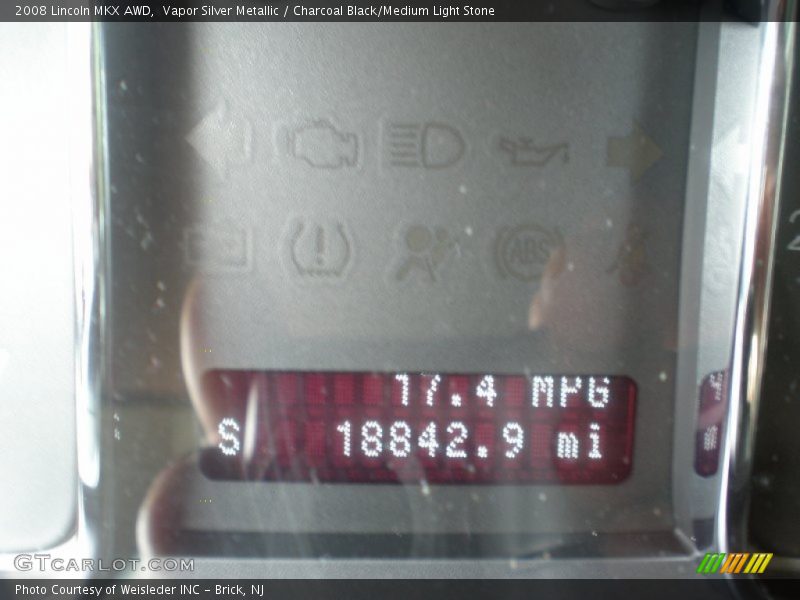 2008 Lincoln MKX AWD, Vapor Silver Metallic / Charcoal Black/Medium Light Stone
ABS
17.4 MPG
S 18842.9 mi
GTCARLOT.COM
Photo Courtesy of Weisleder INC - Brick, NJ